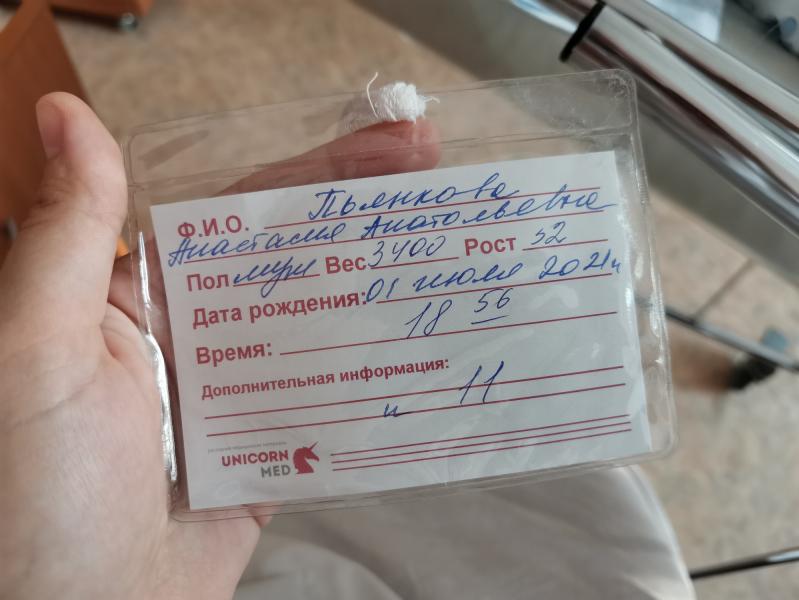 Ф.И.О. Пьянкова
Анастасия Анатольевна
Пол муж Вес 3400 Рост 52
Дата рождения: 01 июля 2021г
Время: 18 56
Дополнительная информация:
11
UNICORN
MED